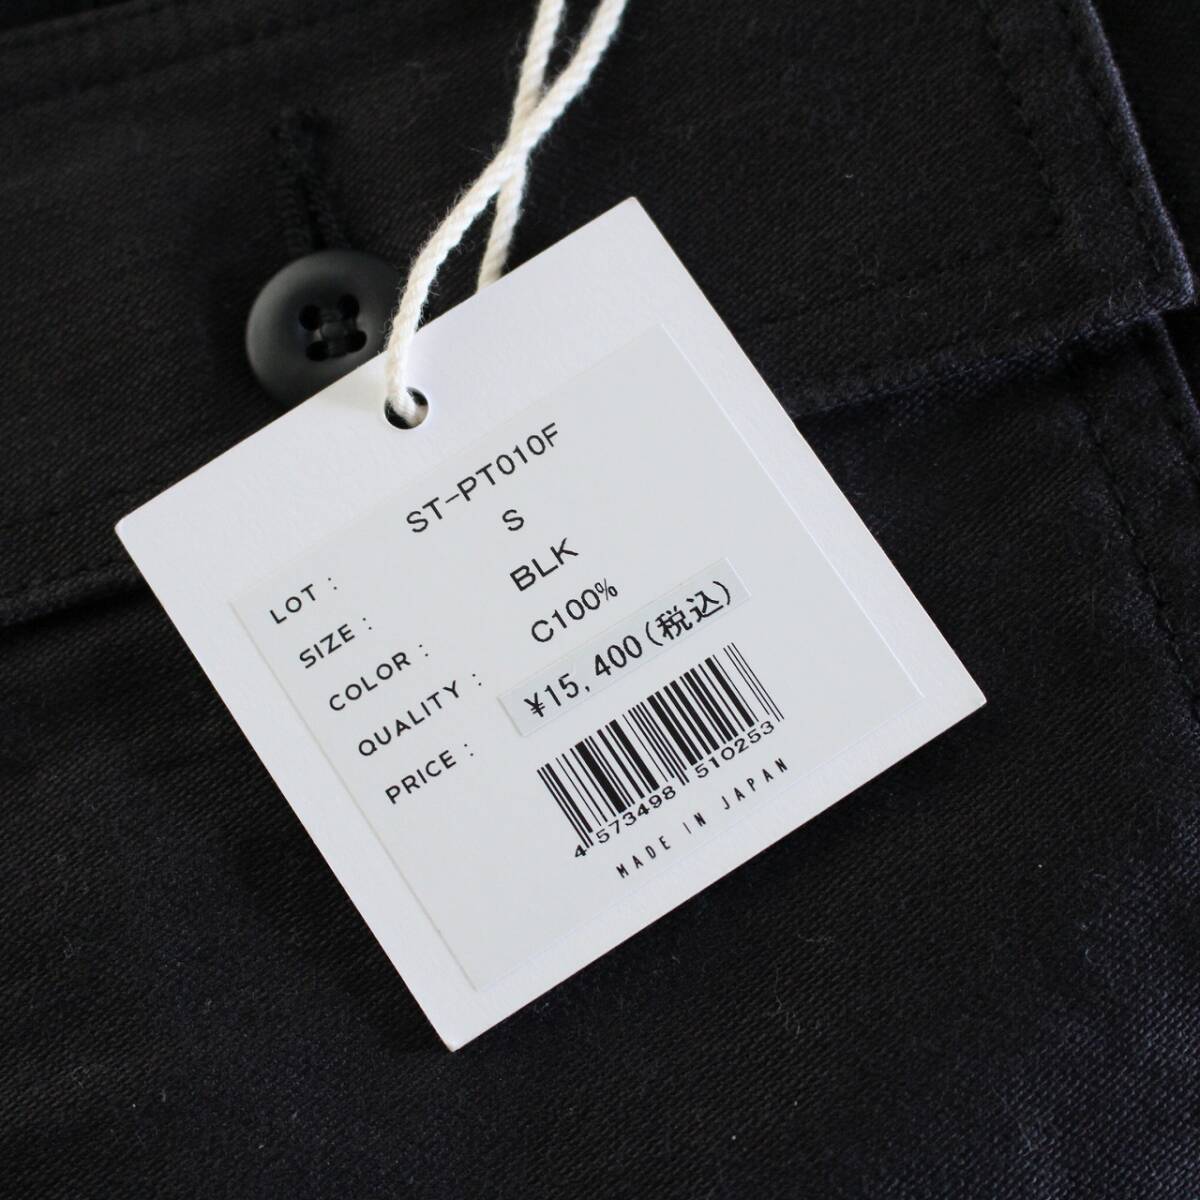 LOT : ST-PT010F
SIZE : S
COLOR : BLK
QUALITY : C100%
PRICE : ¥15,400(税込)
4 573498 510253
MADE IN JAPAN